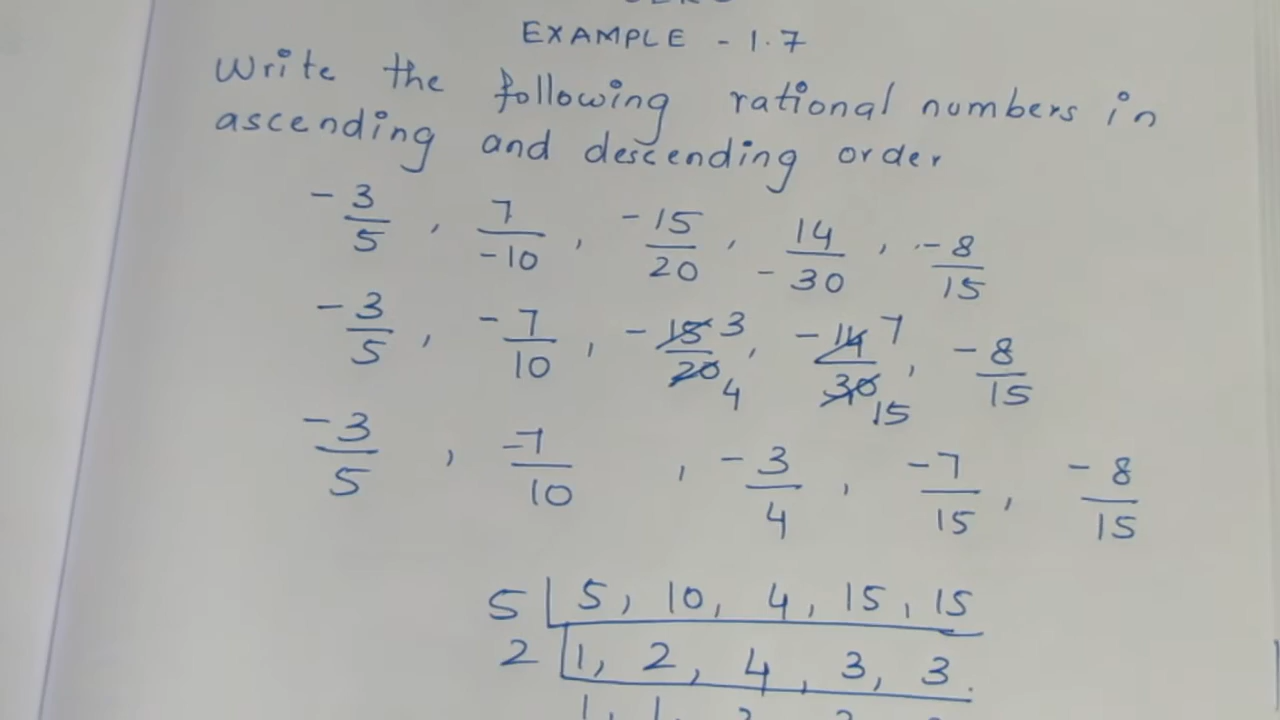 EXAMPLE - 1.7
Write the following rational numbers in
ascending and descending order
-3/5 , 7/-10 , -15/20 , 14/-30 , -8/15
-3/5 , -7/10 , -15/20 3/4 , -14/30 7/15 , -8/15
-3/5 , -7/10 , -3/4 , -7/15 , -8/15
5 | 5, 10, 4, 15, 15
2 | 1, 2, 4, 3, 3.